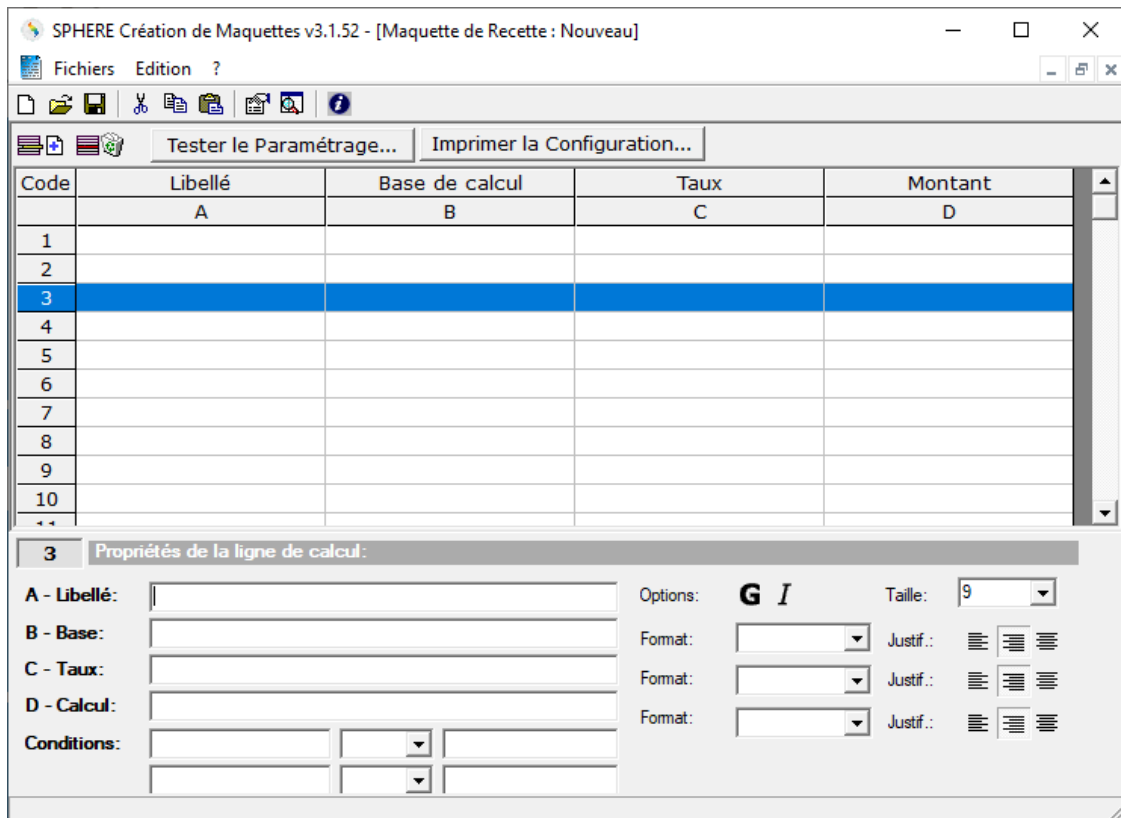 SPHERE Création de Maquettes v3.1.52 - [Maquette de Recette : Nouveau]
Fichiers Edition ?
Tester le Paramétrage... Imprimer la Configuration...
Code Libellé Base de calcul Taux Montant
A B C D
1
2
3
4
5
6
7
8
9
10
11
3 Propriétés de la ligne de calcul:
A - Libellé: Options: G I Taille: 9
B - Base: Format: Justif.:
C - Taux: Format: Justif.:
D - Calcul: Format: Justif.:
Conditions: